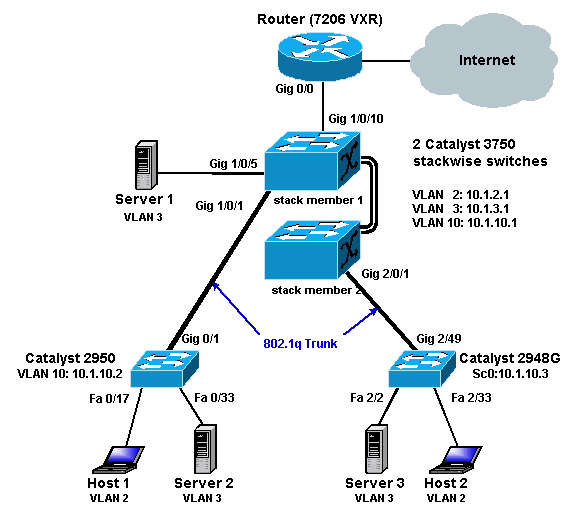 Router (7206 VXR)
Internet
Gig 0/0
Gig 1/0/10
2 Catalyst 3750
stackwise switches
Gig 1/0/5
Server 1
VLAN 3
Gig 1/0/1
stack member 1
VLAN 2: 10.1.2.1
VLAN 3: 10.1.3.1
VLAN 10: 10.1.10.1
stack member 2
Gig 2/0/1
802.1q Trunk
Gig 0/1
Gig 2/49
Catalyst 2950
VLAN 10: 10.1.10.2
Catalyst 2948G
Sc0:10.1.10.3
Fa 0/17
Fa 0/33
Fa 2/2
Fa 2/33
Host 1
VLAN 2
Server 2
VLAN 3
Server 3
VLAN 3
Host 2
VLAN 2